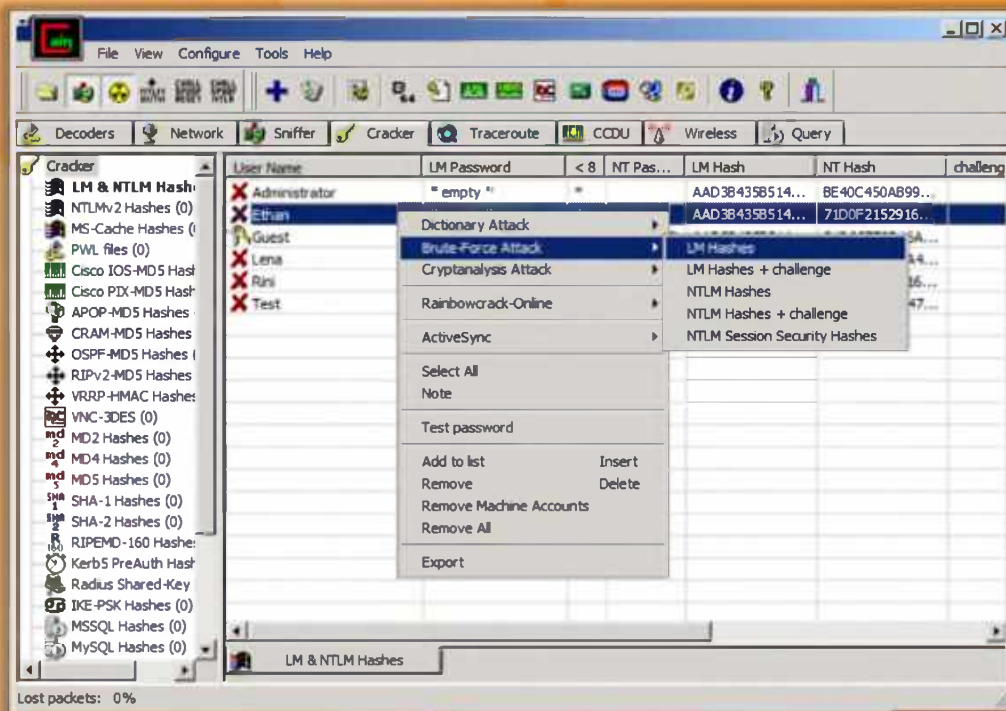 Cain
File View Configure Tools Help
Decoders Network Sniffer Cracker Traceroute CCDU Wireless Query
Cracker
LM & NTLM Hash
NTLMv2 Hashes (0)
MS-Cache Hashes (
PWL files (0)
Cisco IOS-MD5 Hash
Cisco PIX-MD5 Hash
APOP-MD5 Hashes
CRAM-MD5 Hashes
OSPF-MD5 Hashes (
RIPv2-MD5 Hashes
VRRP-HMAC Hashes
VNC-3DES (0)
MD2 Hashes (0)
MD4 Hashes (0)
MD5 Hashes (0)
SHA-1 Hashes (0)
SHA-2 Hashes (0)
RIPEMD-160 Hashes
Kerb5 PreAuth Hash
Radius Shared-Key
IKE-PSK Hashes (0)
MSSQL Hashes (0)
MySQL Hashes (0)
User Name LM Password < 8 NT Pas... LM Hash NT Hash challeng
Administrator * empty * * AAD3B435B514... BE40C450AB99...
Ethan AAD3B435B514... 71D0F2152916...
Guest
Lena
Rini
Test
Dictionary Attack
Brute-Force Attack
Cryptanalysis Attack
Rainbowcrack-Online
ActiveSync
Select All
Note
Test password
Add to list Insert
Remove Delete
Remove Machine Accounts
Remove All
Export
LM Hashes
LM Hashes + challenge
NTLM Hashes
NTLM Hashes + challenge
NTLM Session Security Hashes
LM & NTLM Hashes
Lost packets: 0%